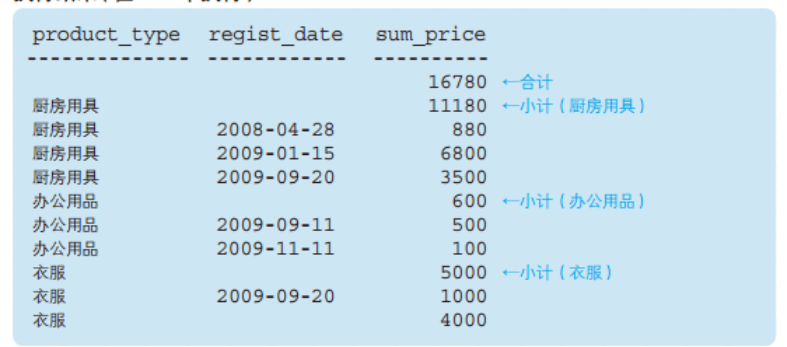 product_type regist_date sum_price
-------------- ------------ ----------
16780 ←合计
厨房用具 11180 ←小计(厨房用具)
厨房用具 2008-04-28 880
厨房用具 2009-01-15 6800
厨房用具 2009-09-20 3500
办公用品 600 ←小计(办公用品)
办公用品 2009-09-11 500
办公用品 2009-11-11 100
衣服 5000 ←小计(衣服)
衣服 2009-09-20 1000
衣服 4000